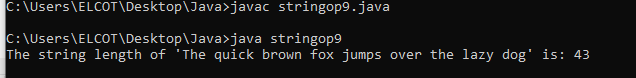 C:\Users\ELCOT\Desktop\Java>javac stringop9.java
C:\Users\ELCOT\Desktop\Java>java stringop9
The string length of 'The quick brown fox jumps over the lazy dog' is: 43